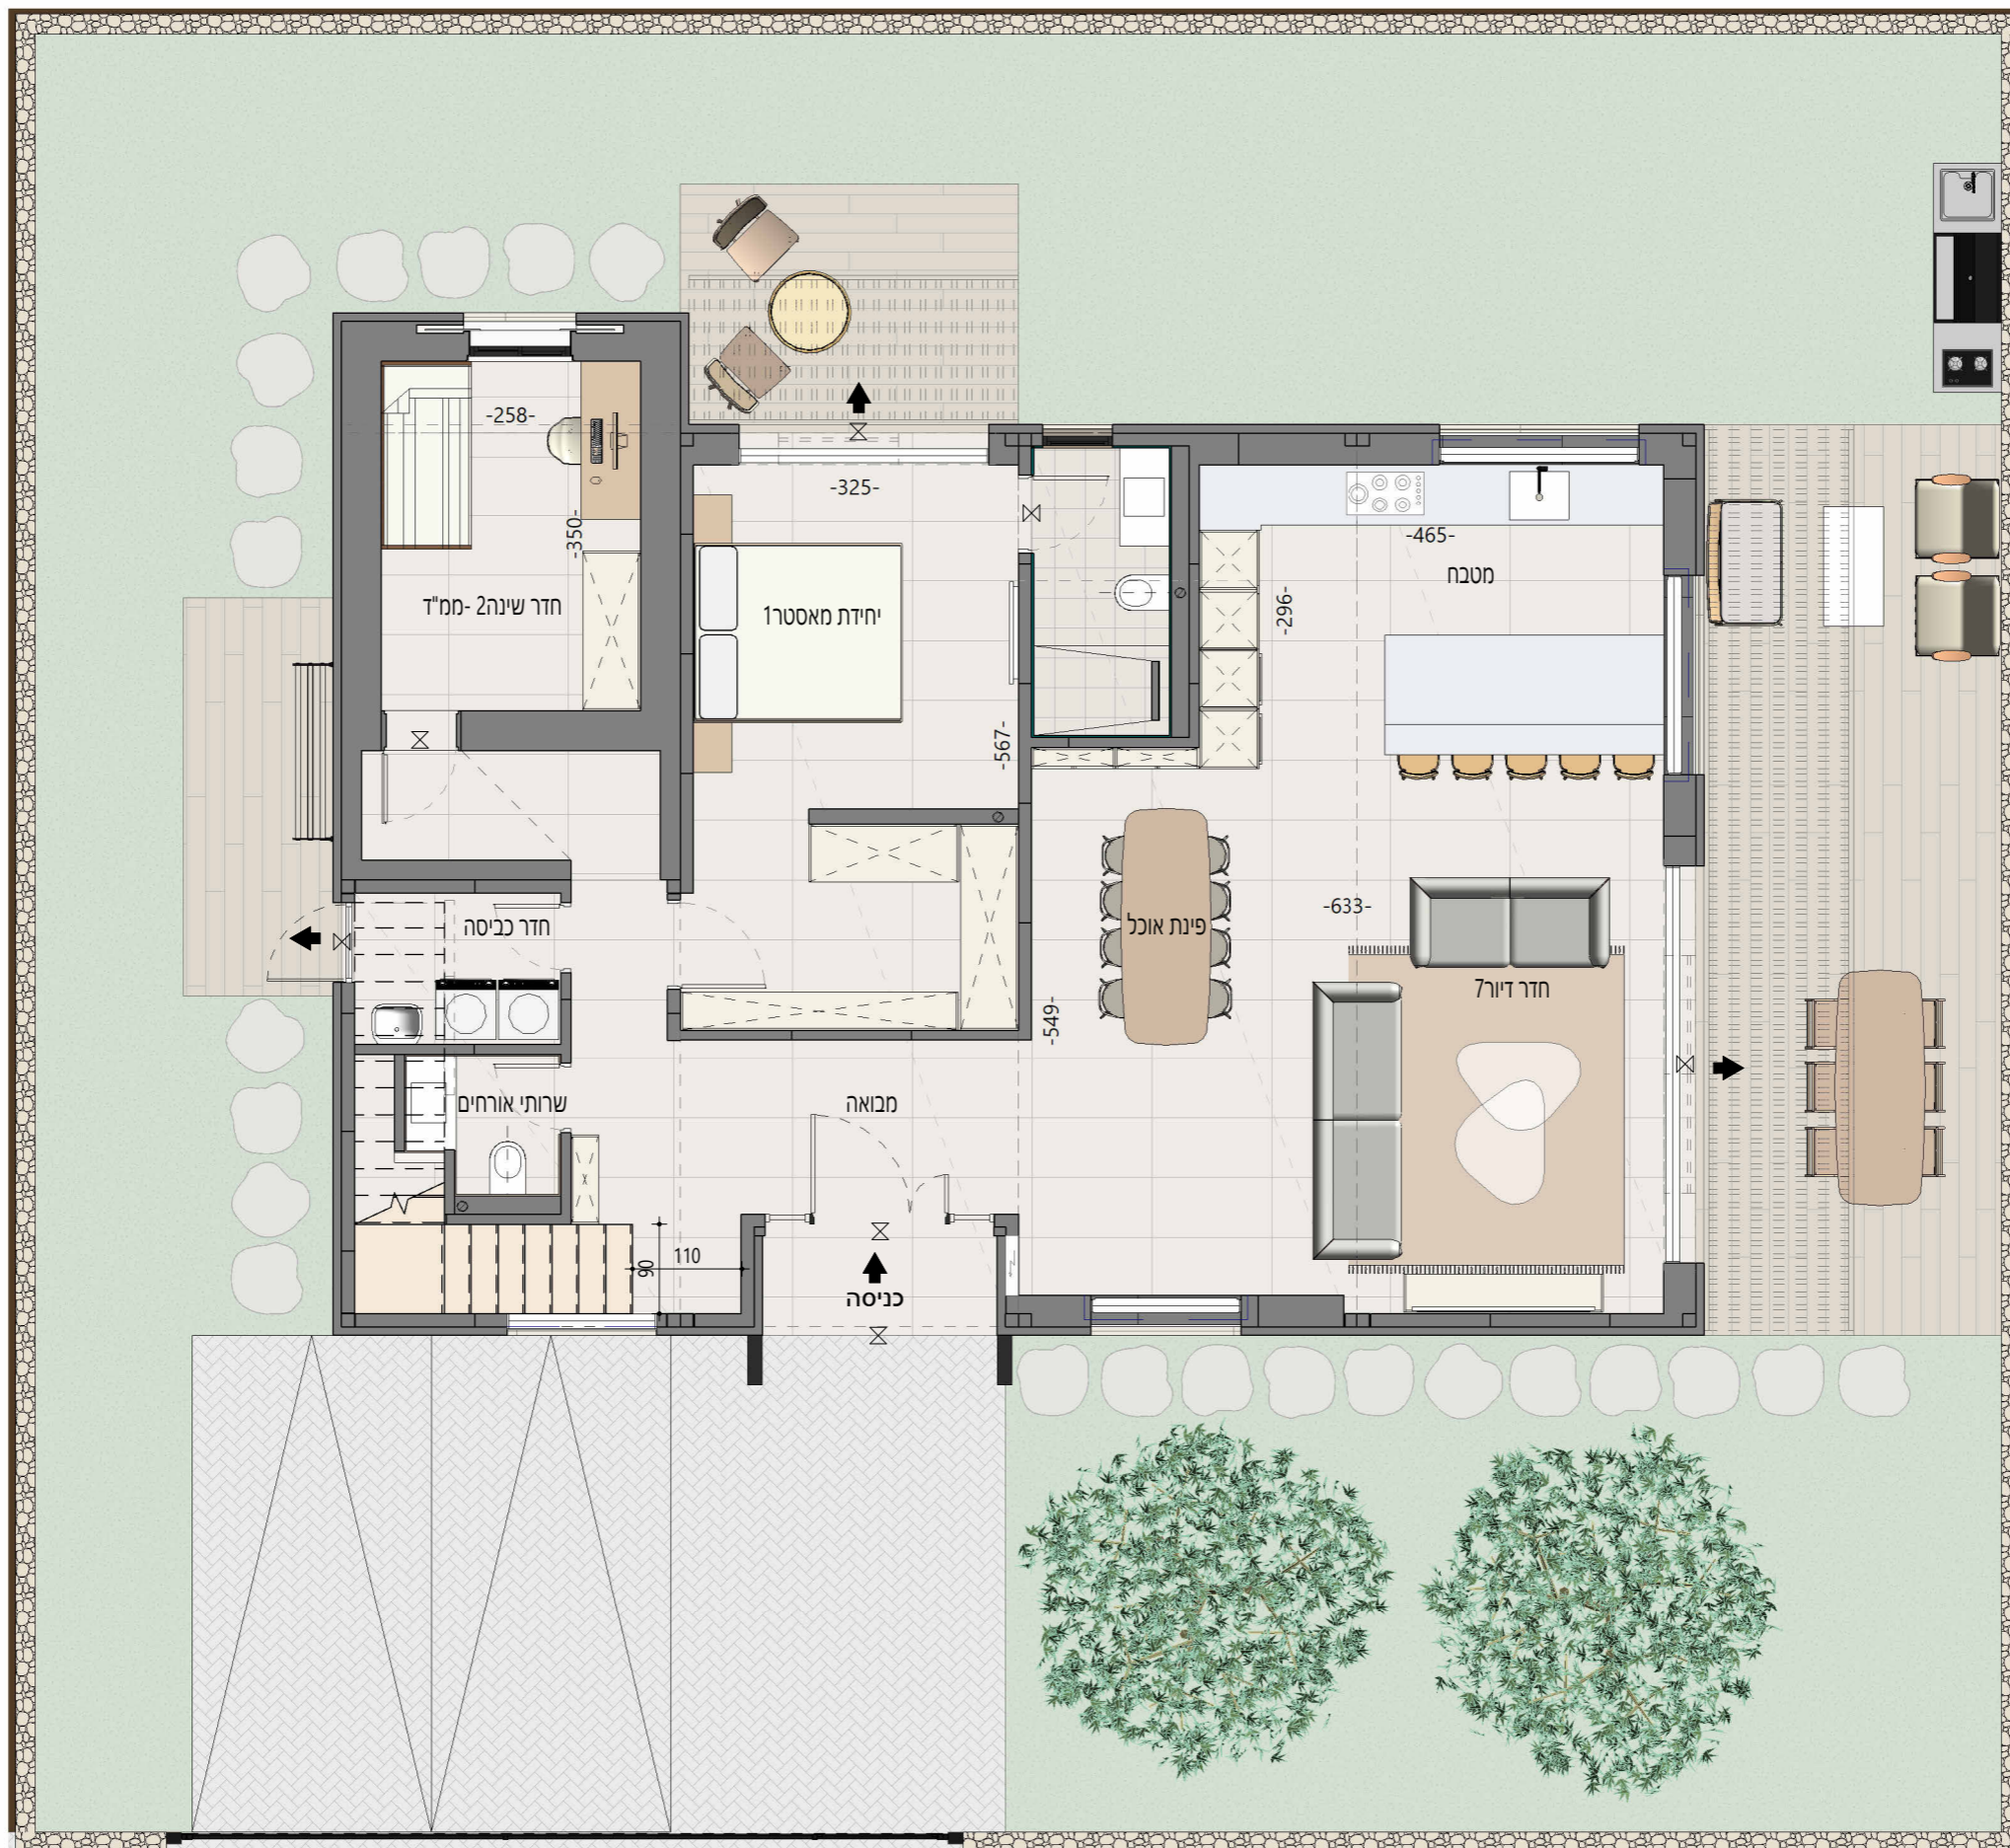 -258-
-350-
חדר שינה2 -ממ"ד
-325-
יחידת מאסטר1
-567-
-465-
מטבח
-296-
חדר כביסה
פינת אוכל
-633-
חדר דיור7
-549-
שרותי אורחים
מבואה
90
110
כניסה